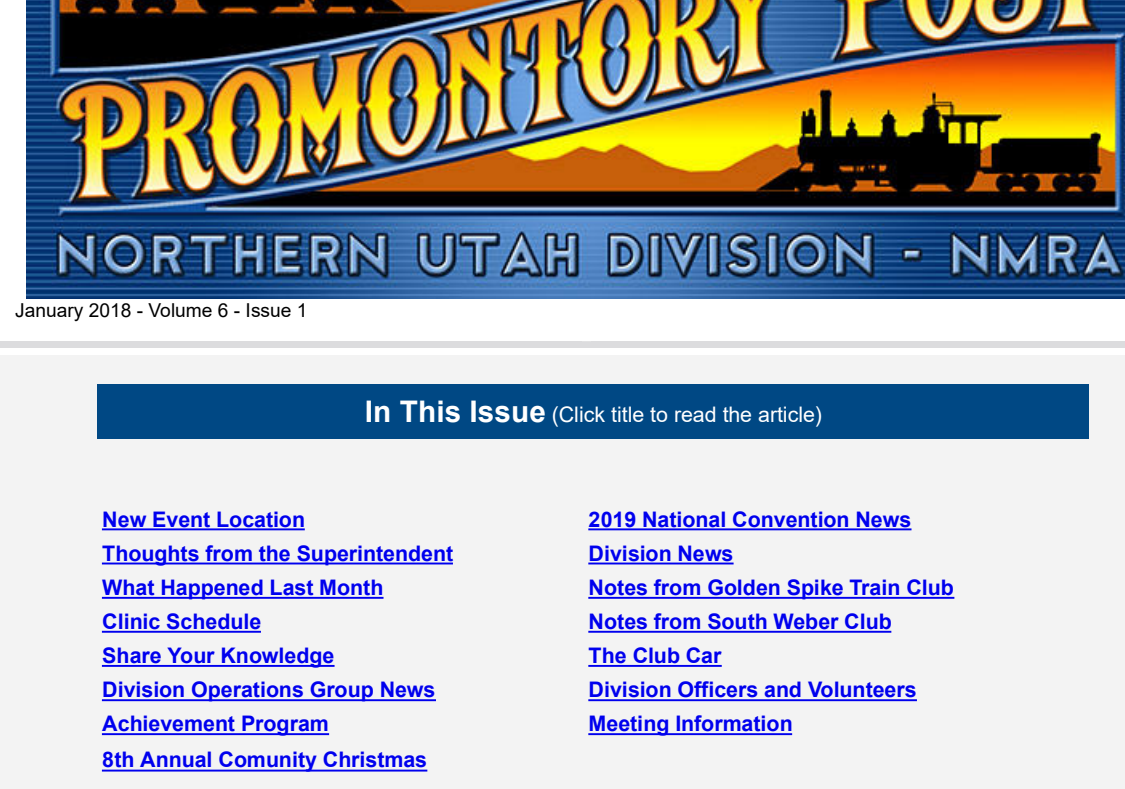 PROMONTORY POST
NORTHERN UTAH DIVISION - NMRA
January 2018 - Volume 6 - Issue 1
In This Issue (Click title to read the article)
New Event Location
Thoughts from the Superintendent
What Happened Last Month
Clinic Schedule
Share Your Knowledge
Division Operations Group News
Achievement Program
8th Annual Comunity Christmas
2019 National Convention News
Division News
Notes from Golden Spike Train Club
Notes from South Weber Club
The Club Car
Division Officers and Volunteers
Meeting Information